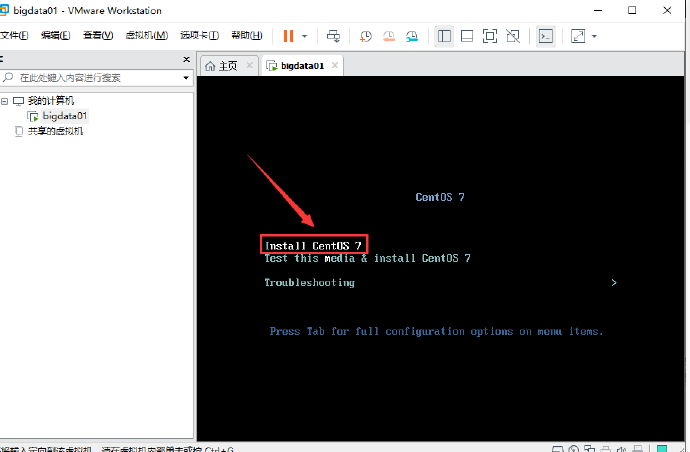 bigdata01 - VMware Workstation
文件(F) 编辑(E) 查看(V) 虚拟机(M) 选项卡(T) 帮助(H)
在此处键入内容进行搜索
我的计算机
bigdata01
共享的虚拟机
主页
bigdata01
CentOS 7
Install CentOS 7
Test this media & install CentOS 7
Troubleshooting >
Press Tab for full configuration options on menu items.
Ctrl+G